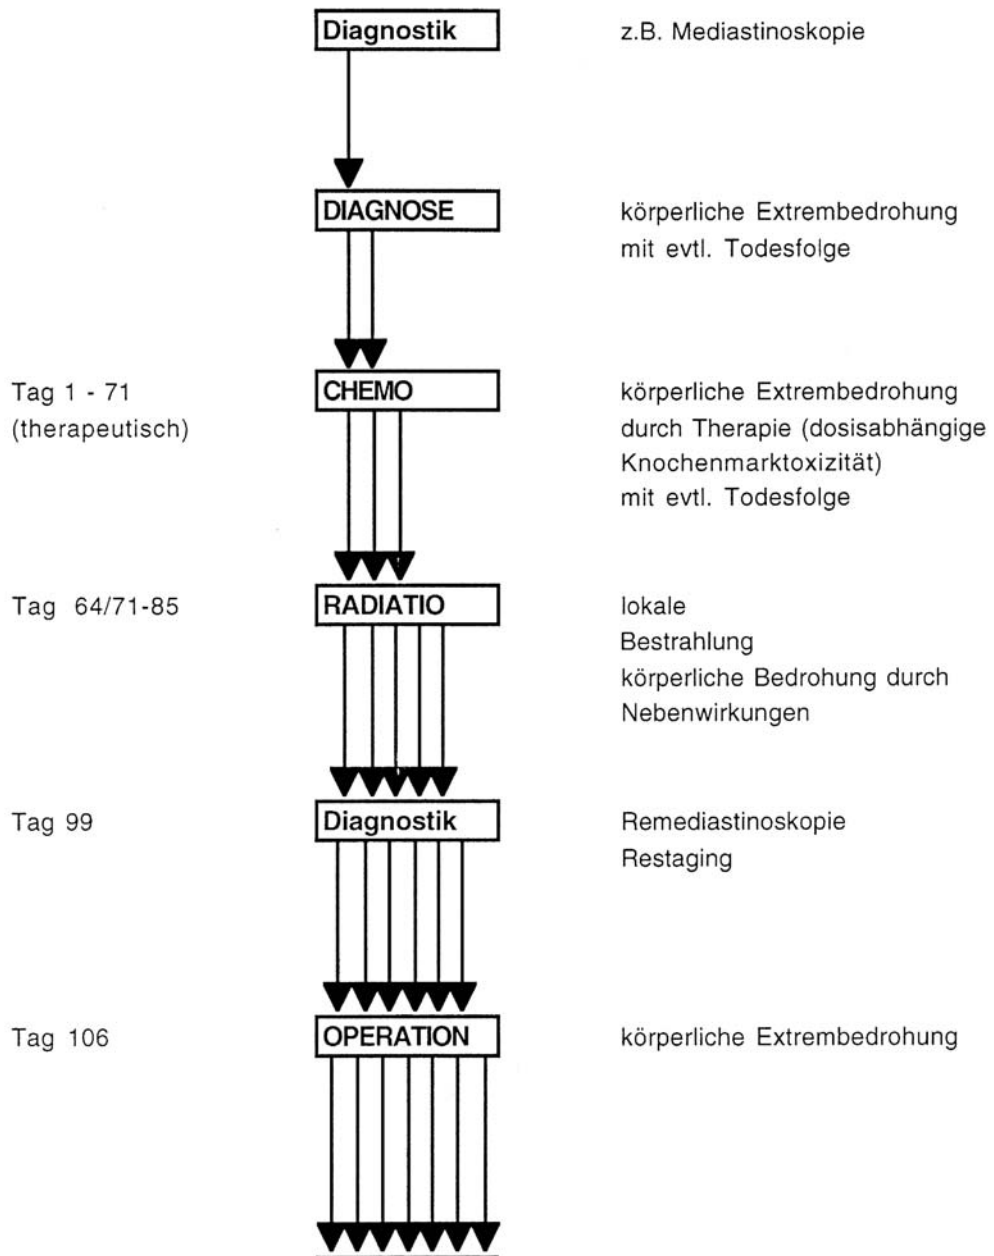 Diagnostik
z.B. Mediastinoskopie
DIAGNOSE
körperliche Extrembedrohung
mit evtl. Todesfolge
Tag 1 - 71
(therapeutisch)
CHEMO
körperliche Extrembedrohung
durch Therapie (dosisabhängige
Knochenmarktoxizität)
mit evtl. Todesfolge
Tag 64/71-85
RADIATIO
lokale
Bestrahlung
körperliche Bedrohung durch
Nebenwirkungen
Tag 99
Diagnostik
Remediastinoskopie
Restaging
Tag 106
OPERATION
körperliche Extrembedrohung